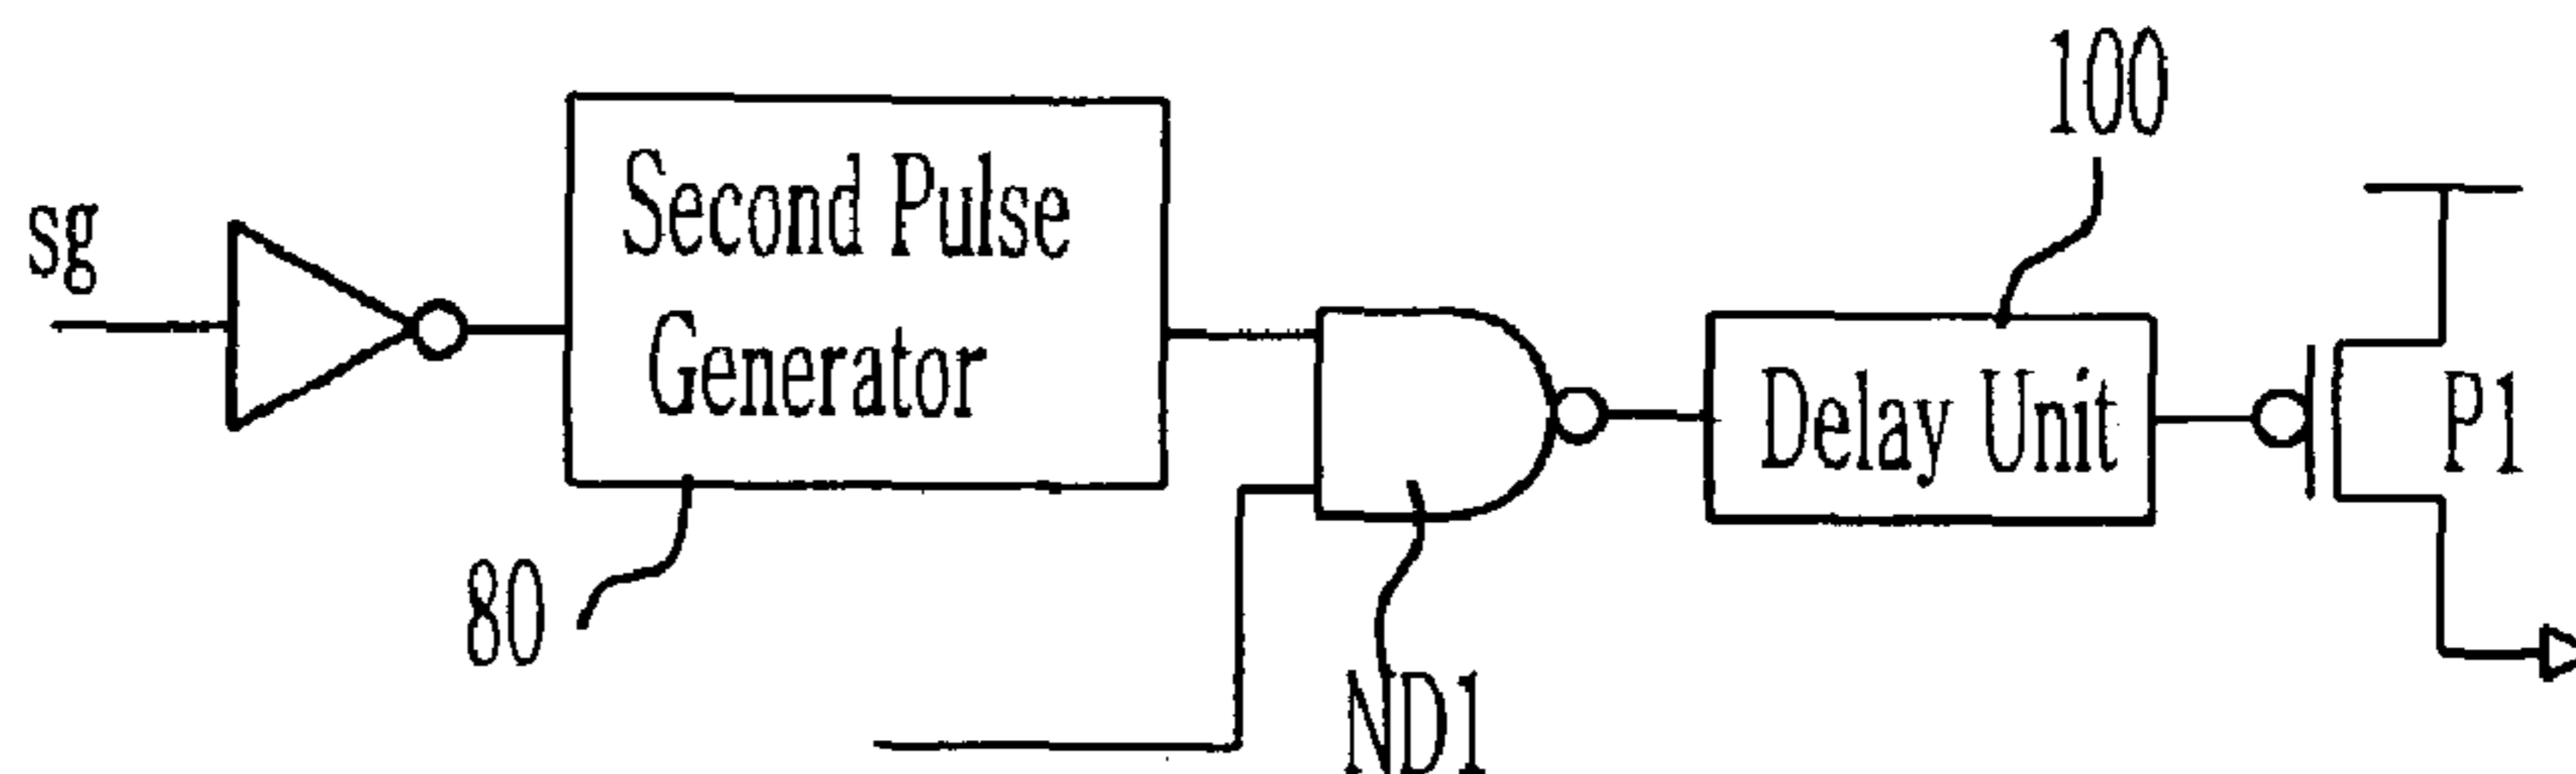 100
sg
Second Pulse
Generator
Delay Unit
P1
80
ND1